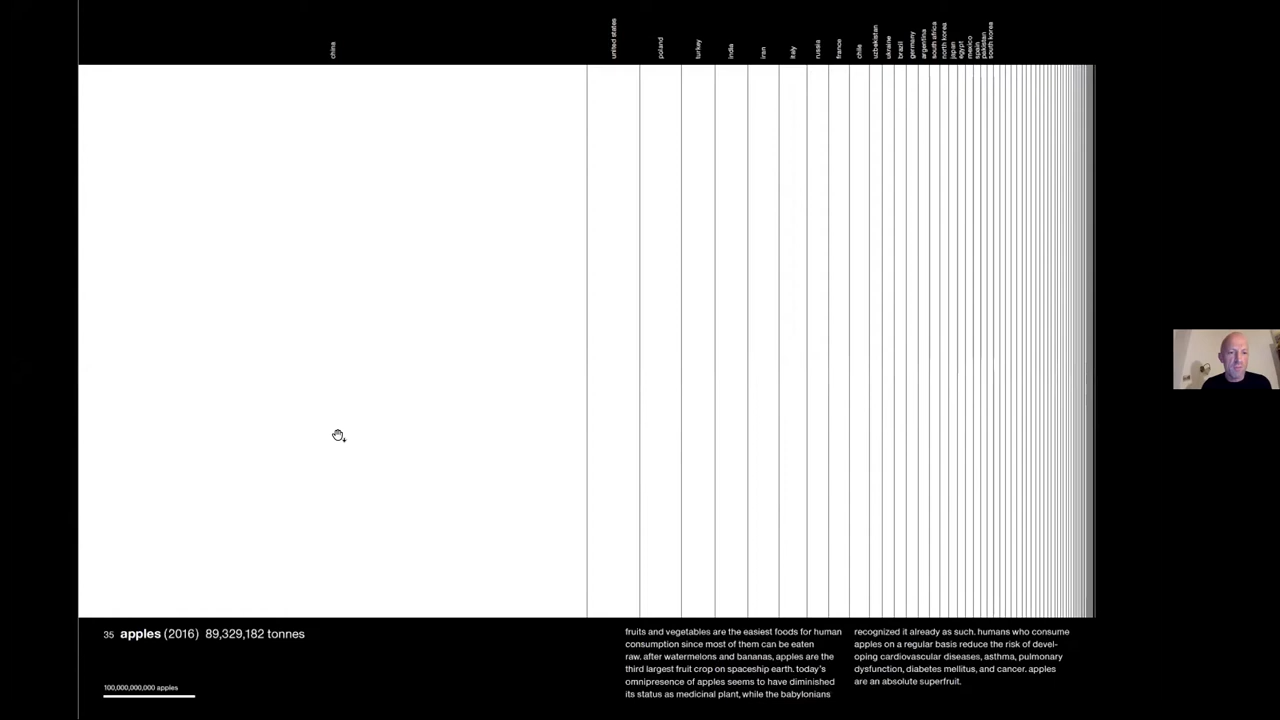 china
united states
poland
turkey
india
iran
italy
russia
france
chile
uzbekistan
ukraine
brazil
germany
argentina
south africa
north korea
japan
egypt
mexico
spain
pakistan
south korea
35 apples (2016) 89,329,182 tonnes
100,000,000,000 apples
fruits and vegetables are the easiest foods for human
consumption since most of them can be eaten
raw. after watermelons and bananas, apples are the
third largest fruit crop on spaceship earth. today's
omnipresence of apples seems to have diminished
its status as medicinal plant, while the babylonians
recognized it already as such. humans who consume
apples on a regular basis reduce the risk of devel-
oping cardiovascular diseases, asthma, pulmonary
dysfunction, diabetes mellitus, and cancer. apples
are an absolute superfruit.